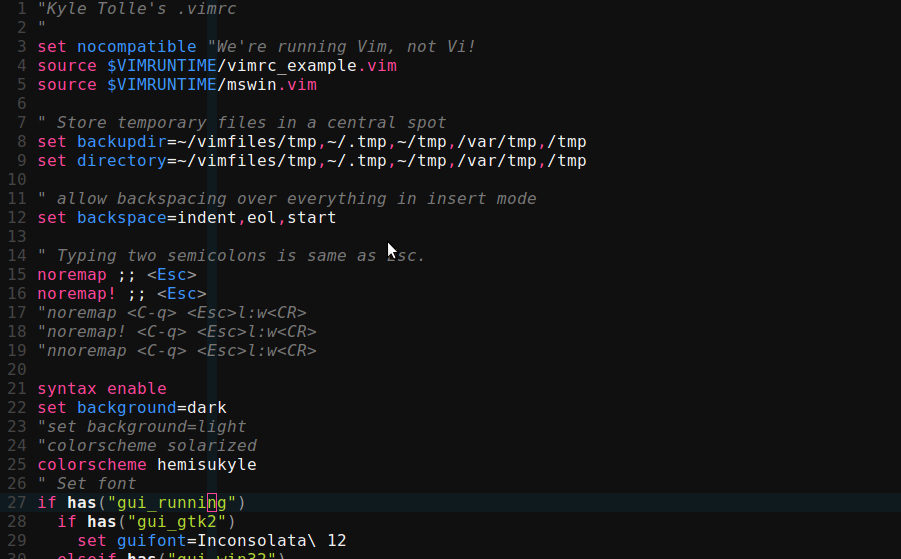 1 "Kyle Tolle's .vimrc
2 "
3 set nocompatible "We're running Vim, not Vi!
4 source $VIMRUNTIME/vimrc_example.vim
5 source $VIMRUNTIME/mswin.vim
6
7 " Store temporary files in a central spot
8 set backupdir=~/vimfiles/tmp,~/.tmp,~/tmp,/var/tmp,/tmp
9 set directory=~/vimfiles/tmp,~/.tmp,~/tmp,/var/tmp,/tmp
10
11 " allow backspacing over everything in insert mode
12 set backspace=indent,eol,start
13
14 " Typing two semicolons is same as Esc.
15 noremap ;; <Esc>
16 noremap! ;; <Esc>
17 "noremap <C-q> <Esc>l:w<CR>
18 "noremap! <C-q> <Esc>l:w<CR>
19 "nnoremap <C-q> <Esc>l:w<CR>
20
21 syntax enable
22 set background=dark
23 "set background=light
24 "colorscheme solarized
25 colorscheme hemisukyle
26 " Set font
27 if has("gui_running")
28   if has("gui_gtk2")
29     set guifont=Inconsolata\ 12
30   elseif has("gui_win32")